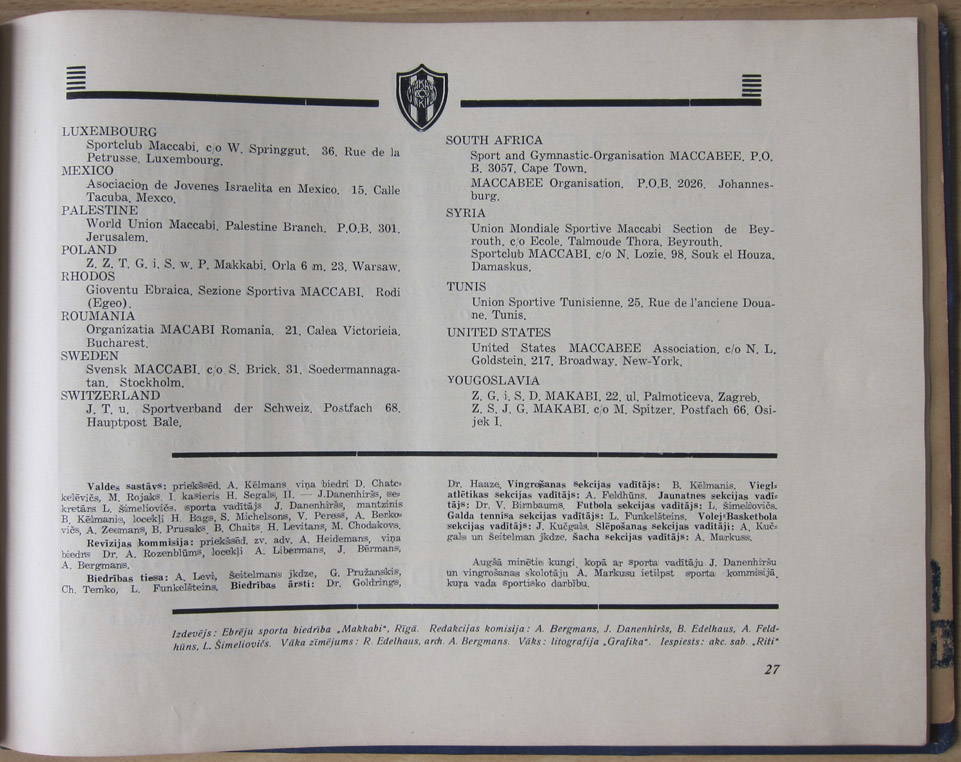 LUXEMBOURG
Sportclub Maccabi. c/o W. Springgut. 36. Rue de la
Petrusse. Luxembourg.
MEXICO
Asociacion de Jovenes Israelita en Mexico. 15. Calle
Tacuba. Mexco.
PALESTINE
World Union Maccabi. Palestine Branch. P.O.B. 301.
Jerusalem.
POLAND
Z. Z. T. G. i. S. w. P. Makkabi. Orla 6 m. 23. Warsaw.
RHODOS
Gioventu Ebraica. Sezione Sportiva MACCABI. Rodi
(Egeo).
ROUMANIA
Organizatia MACABI Romania. 21. Calea Victorieia.
Bucharest.
SWEDEN
Svensk MACCABI. c/o S. Brick. 31. Soedermannaga-
tan. Stockholm.
SWITZERLAND
J. T. u. Sportverband der Schweiz. Postfach 68.
Hauptpost Bale.
SOUTH AFRICA
Sport and Gymnastic-Organisation MACCABEE. P.O.
B. 3057. Cape Town.
MACCABEE Organisation. P.O.B. 2026. Johannes-
burg.
SYRIA
Union Mondiale Sportive Maccabi Section de Bey-
routh. c/o Ecole. Talmoude Thora. Beyrouth.
Sportclub MACCABI. c/o N. Lozie. 98. Souk el Houza.
Damaskus.
TUNIS
Union Sportive Tunisienne. 25. Rue de l'anciene Doua-
ne. Tunis.
UNITED STATES
United States MACCABEE Association. c/o N. L.
Goldstein. 217. Broadway. New-York.
YOUGOSLAVIA
Z. G. i. S. D. MAKABI. 22. ul. Palmoticeva. Zagreb.
Z. S. J. G. MAKABI. c/o M. Spitzer. Postfach 66. Osi-
jek I.
Valdes sastāvs: priekšsēd. A. Kēlmans viņa biedri D. Chatc-
kelēvičs, M. Rojaks. I. kasieris H. Segals, II. — J. Danenhiršs, se-
kretārs L. Šimeliovičs, sporta vadītājs J. Danenhiršs, mantzinis
B. Kēlmanis, locekļi H. Bags, S. Michelsons, V. Peress, A. Berko-
vičs, A. Zeemans, B. Prusaks, B. Chaits, H. Levitans, M. Chodakovs.
Revīzijas kommisija: priekšsēd. zv. adv. A. Heidemans, viņa
biedrs Dr. A. Rozenblūms, locekļi A. Libermans, J. Bērmans,
A. Bergmans.
Biedrības tiesa: A. Levi, Šeitelmans jkdze, G. Pružanskis,
Ch. Temko, L. Funkelšteins. Biedrības ārsti: Dr. Goldrings,
Dr. Haaze. Vingrošanas sekcijas vadītājs: B. Kēlmanis. Viegl-
atlētikas sekcijas vadītājs: A. Feldhūns. Jaunatnes sekcijas vadī-
tājs: Dr. V. Birnbaums. Futbola sekcijas vadītājs: L. Šimeliovičs.
Galda tennisa sekcijas vadītājs: L. Funkelšteins. Volej-Basketbola
sekcijas vadītājs: J. Kučgals. Slēpošanas sekcijas vadītāji: A. Kuč-
gals un Šeitelman jkdze. Šacha sekcijas vadītājs: A. Markuss.
Augšā minētie kungi, kopā ar sporta vadītāju J. Danenhiršu
un vingrošanas skolotāju A. Markusu ietilpst sporta kommisijā,
kuŗa vada sportisko darbību.
Izdevējs: Ebrēju sporta biedrība „Makkabi“, Rīgā. Redakcijas komisija: A. Bergmans, J. Danenhiršs, B. Edelhaus, A. Feld-
hūns, L. Šimeliovičs. Vāka zīmējums: R. Edelhaus, arch. A. Bergmans. Vāks: litografija „Grafika“. Iespiests: akc. sab. „Rīti“
27